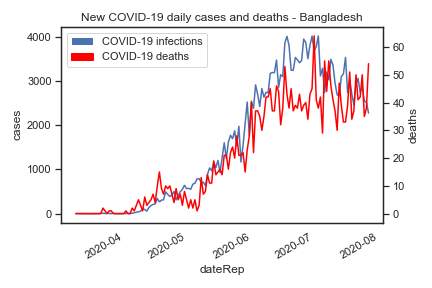 New COVID-19 daily cases and deaths - Bangladesh
COVID-19 infections
COVID-19 deaths
4000
3000
2000
1000
0
cases
60
50
40
30
20
10
0
deaths
2020-04
2020-05
2020-06
2020-07
2020-08
dateRep